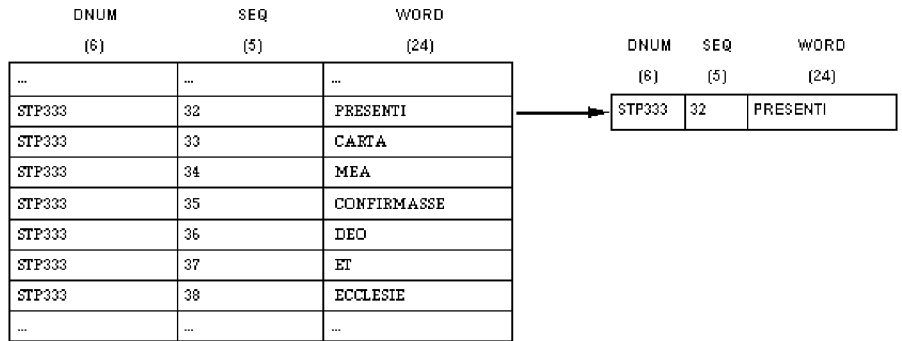 DNUM SEQ WORD
(6) (5) (24)
... ... ...
STP333 32 PRESENTI
STP333 33 CARTA
STP333 34 MEA
STP333 35 CONFIRMASSE
STP333 36 DEO
STP333 37 ET
STP333 38 ECCLESIE
... ... ...
DNUM SEQ WORD
(6) (5) (24)
STP333 32 PRESENTI